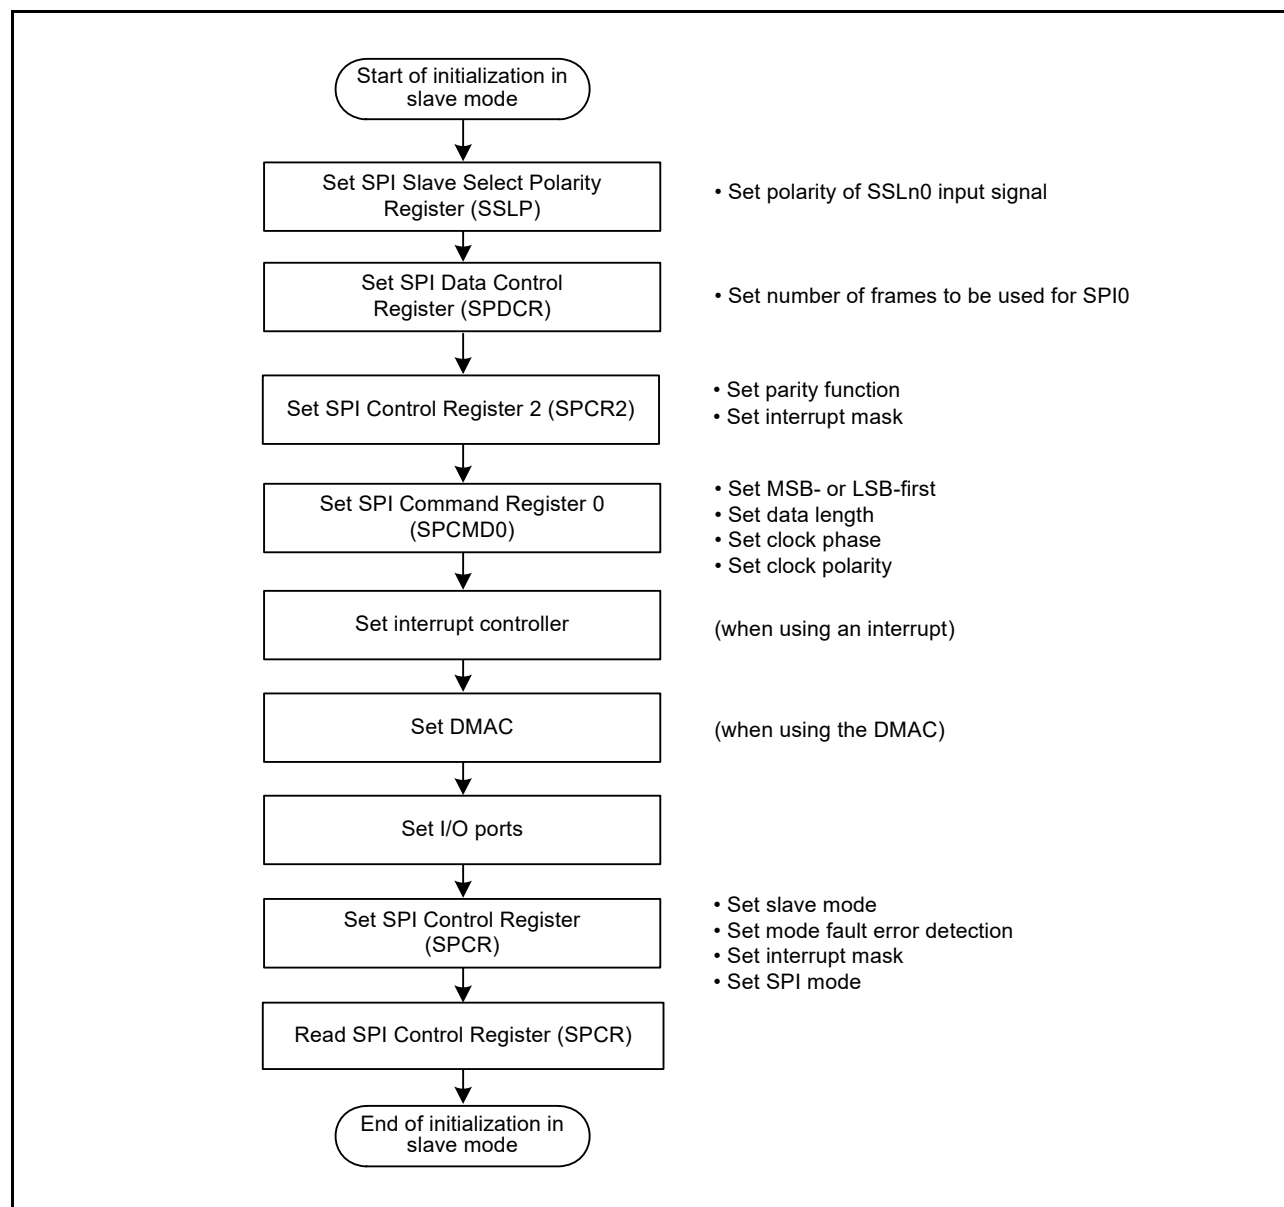 Start of initialization in
slave mode
Set SPI Slave Select Polarity
Register (SSLP)
• Set polarity of SSLn0 input signal
Set SPI Data Control
Register (SPDCR)
• Set number of frames to be used for SPI0
Set SPI Control Register 2 (SPCR2)
• Set parity function
• Set interrupt mask
Set SPI Command Register 0
(SPCMD0)
• Set MSB- or LSB-first
• Set data length
• Set clock phase
• Set clock polarity
Set interrupt controller
(when using an interrupt)
Set DMAC
(when using the DMAC)
Set I/O ports
Set SPI Control Register
(SPCR)
• Set slave mode
• Set mode fault error detection
• Set interrupt mask
• Set SPI mode
Read SPI Control Register (SPCR)
End of initialization in
slave mode